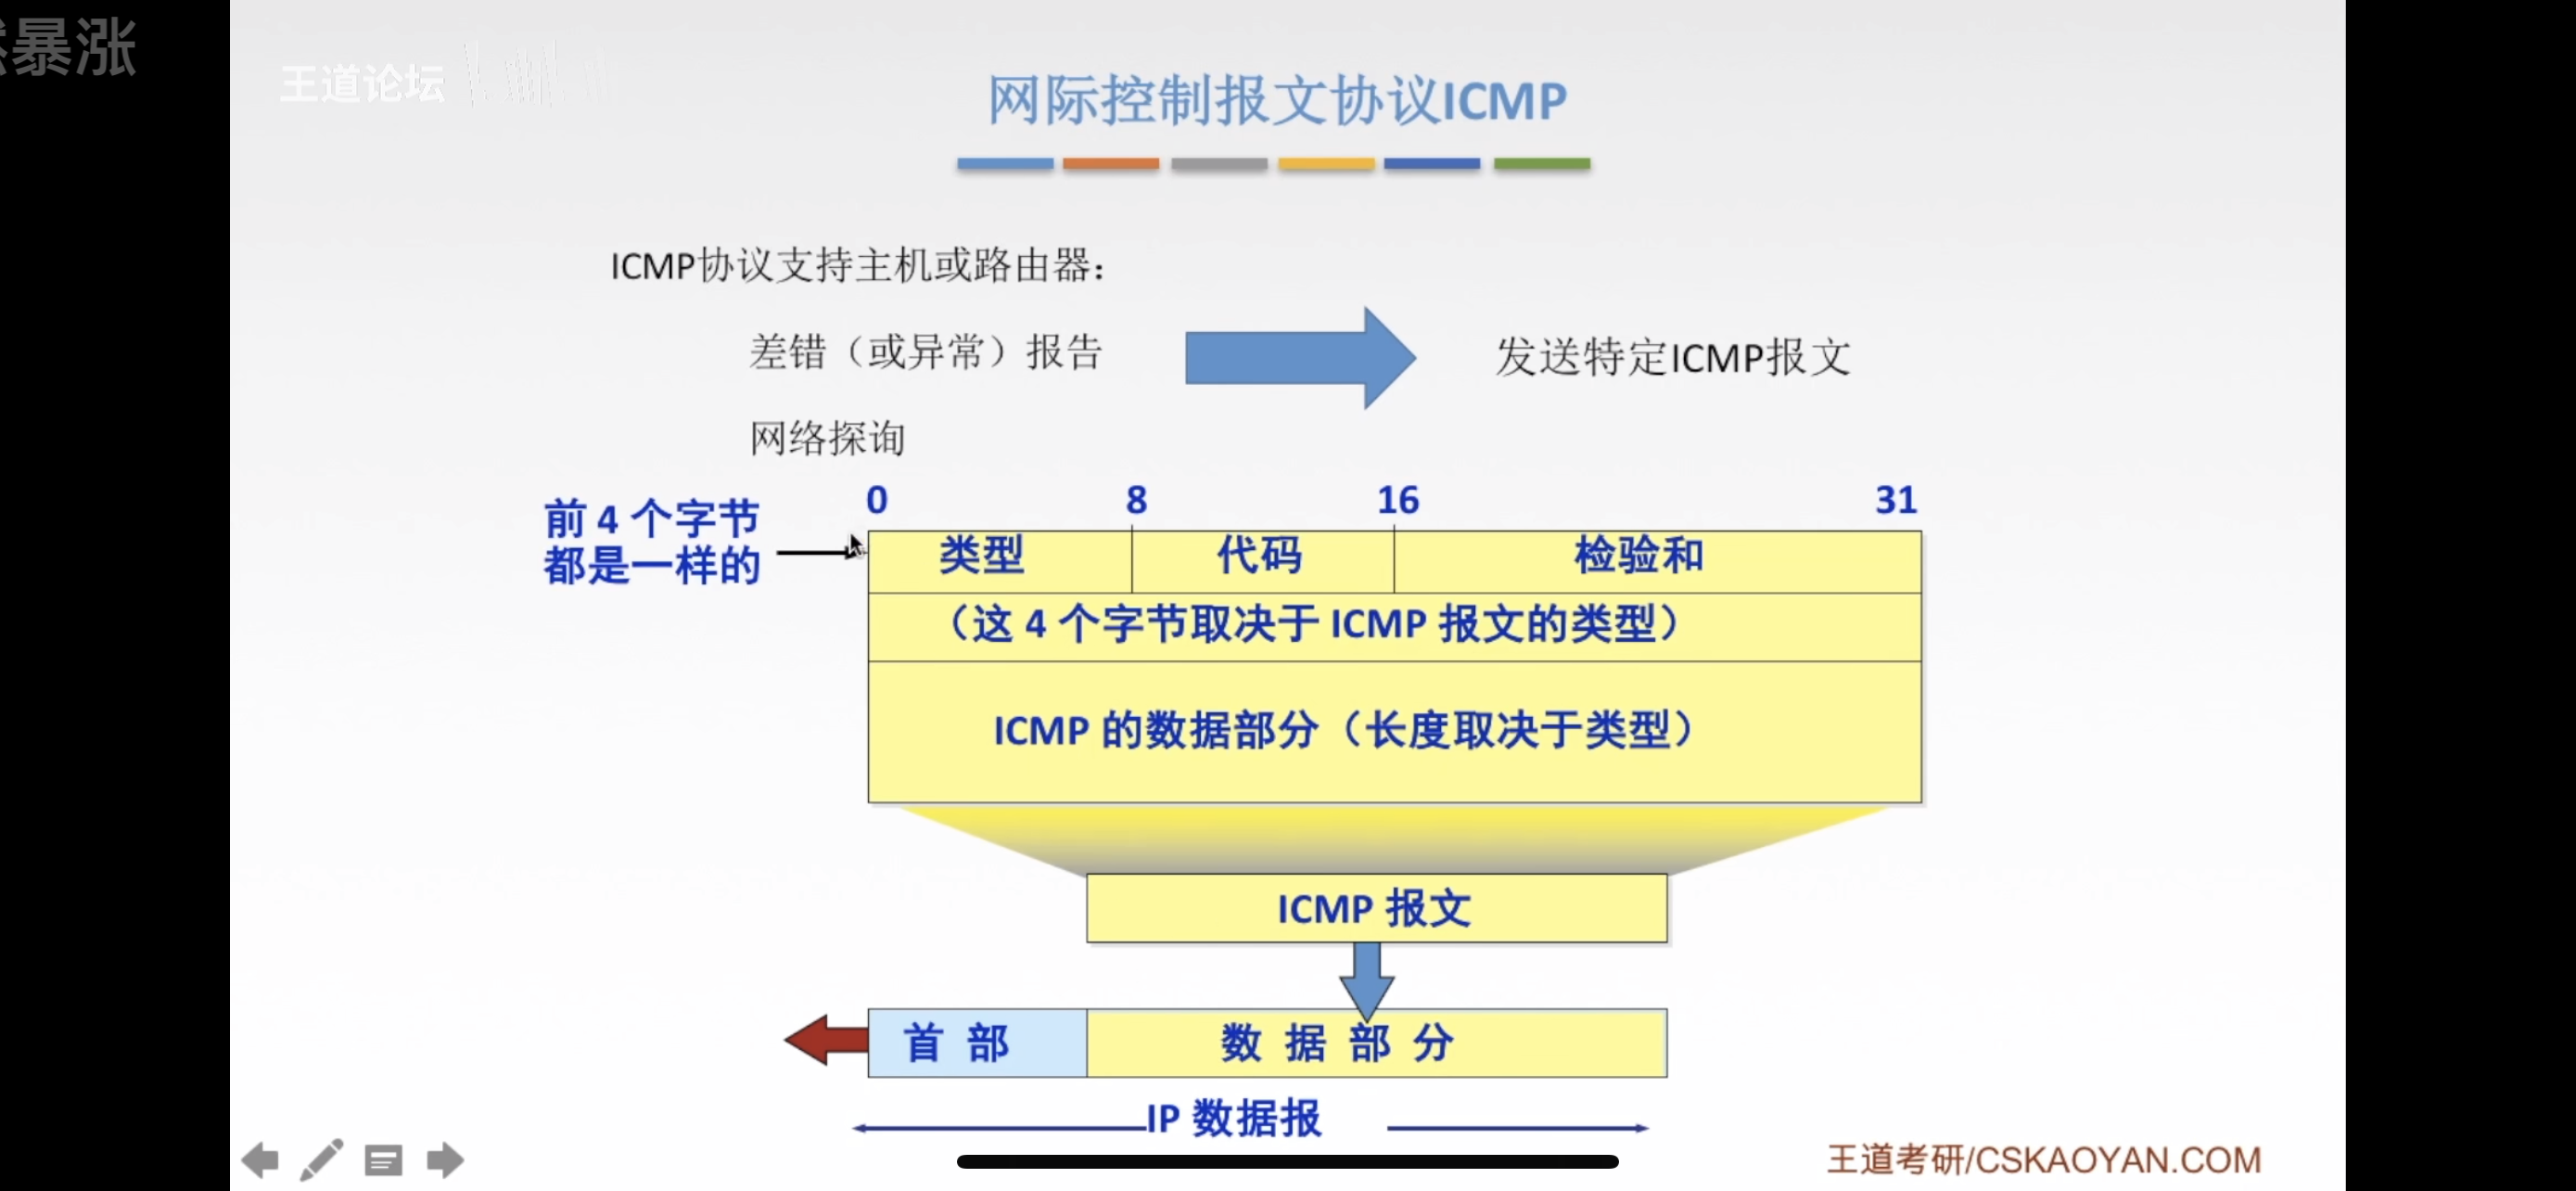 暴涨
王道论坛
网际控制报文协议ICMP
ICMP协议支持主机或路由器：
差错（或异常）报告
发送特定ICMP报文
网络探询
0 8 16 31
前 4 个字节
都是一样的
类型 代码 检验和
（这 4 个字节取决于 ICMP 报文的类型）
ICMP 的数据部分（长度取决于类型）
ICMP 报文
首 部 数 据 部 分
IP 数据报
王道考研/CSKAOYAN.COM